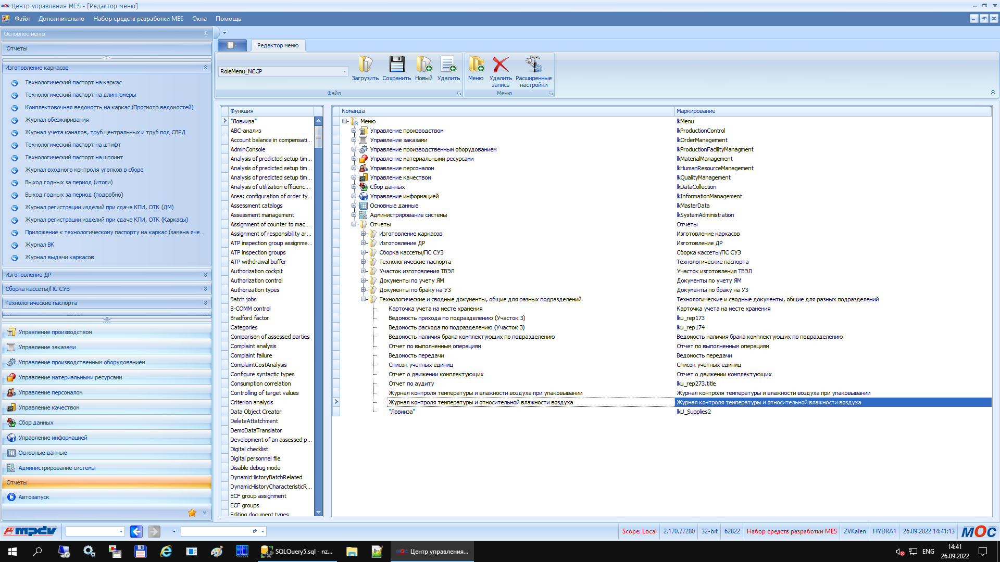 Центр управления MES - [Редактор меню]
Файл Дополнительно Набор средств разработки MES Окна Помощь
Основное меню
Отчеты
Изготовление каркасов
Технологический паспорт на каркас
Технологический паспорт на длинномеры
Комплектовочная ведомость на каркас (Просмотр ведомостей)
Журнал обезжиривания
Журнал учета каналов, труб центральных и труб под СВРД
Технологический паспорт на штифт
Технологический паспорт на шплинт
Журнал входного контроля уголков в сборе
Выход годных за период (итоги)
Выход годных за период (подробно)
Журнал регистрации изделий при сдаче КПИ, ОТК (ДМ)
Журнал регистрации изделий при сдаче КПИ, ОТК (Каркасы)
Приложение к технологическому паспорту на каркас (замена яче...
Журнал ВК
Журнал выдачи каркасов
Изготовление ДР
Сборка кассеты/ПС СУЗ
Технологические паспорта
Управление производством
Управление заказами
Управление производственным оборудованием
Управление материальными ресурсами
Управление персоналом
Управление качеством
Сбор данных
Управление информацией
Основные данные
Администрирование системы
Отчеты
Автозапуск
Редактор меню
RoleMenu_NCCP
Загрузить Сохранить Новый Удалить
Файл
Меню Удалить запись Расширенные настройки
Меню
Функция
"Ловииза"
ABC-анализ
Account balance in compensati...
AdminConsole
Analysis of predicted setup tim...
Analysis of predicted setup tim...
Analysis of predicted setup tim...
Analysis of utilization efficienc...
Area: configuration of order ty...
Assessment catalogs
Assessment management
Assignment of counter to mac...
Assignment of responsibility ar...
ATP inspection group assignme...
ATP inspection groups
ATP withdrawal buffer
Authorization cockpit
Authorization control
Authorization types
Batch jobs
B-COMM control
Bradford factor
Categories
Comparison of assessed parties
Complaint analysis
Complaint failure
ComplaintCostAnalysis
Configure syntactic types
Consumption correlation
Controlling of target values
Criterion analysis
Data Object Creator
DeleteAttatchment
DemoDataTranslator
Development of an assessed p...
Digital checklist
Digital personnel file
Disable debug mode
DynamicHistoryBatchRelated
DynamicHistoryCharacteristicR...
ECF group assignment
ECF groups
Editing document types
Команда Маркирование
Меню lkMenu
Управление производством lkProductionControl
Управление заказами lkOrderManagement
Управление производственным оборудованием lkProductionFacilityManagment
Управление материальными ресурсами lkMaterialManagement
Управление персоналом lkHumanResourceManagement
Управление качеством lkQualityManagement
Сбор данных lkDataCollection
Управление информацией lkInformationManagement
Основные данные lkMasterData
Администрирование системы lkSystemAdministration
Отчеты Отчеты
Изготовление каркасов Изготовление каркасов
Изготовление ДР Изготовление ДР
Сборка кассеты/ПС СУЗ Сборка кассеты/ПС СУЗ
Технологические паспорта Технологические паспорта
Участок изготовления ТВЭЛ Участок изготовления ТВЭЛ
Документы по учету ЯМ Документы по учету ЯМ
Документы по браку на УЗ Документы по браку на УЗ
Технологические и сводные документы, общие для разных подразделений Технологические и сводные документы, общие для разных подразделений
Карточка учета на месте хранения Карточка учета на месте хранения
Ведомость прихода по подразделению (Участок 3) lku_rep173
Ведомость расхода по подразделению (Участок 3) lku_rep174
Ведомость наличия брака комплектующих по подразделению Ведомость наличия брака комплектующих по подразделению
Отчет по выполненным операциям Отчет по выполненным операциям
Ведомость передачи Ведомость передачи
Список учетных единиц Список учетных единиц
Отчет о движении комплектующих Отчет о движении комплектующих
Отчет по аудиту lku_rep273.title
Журнал контроля температуры и влажности воздуха при упаковывании Журнал контроля температуры и влажности воздуха при упаковывании
Журнал контроля температуры и относительной влажности воздуха Журнал контроля температуры и относительной влажности воздуха
"Ловииза" lkU_Supplies2
mpdv
Scope: Local 2.170.77280 32-bit 62822 Набор средств разработки MES ZVKalen HYDRA1 26.09.2022 14:41:13 MOC
SQLQuery5.sql - nz... Центр управления... ENG 14:41
26.09.2022